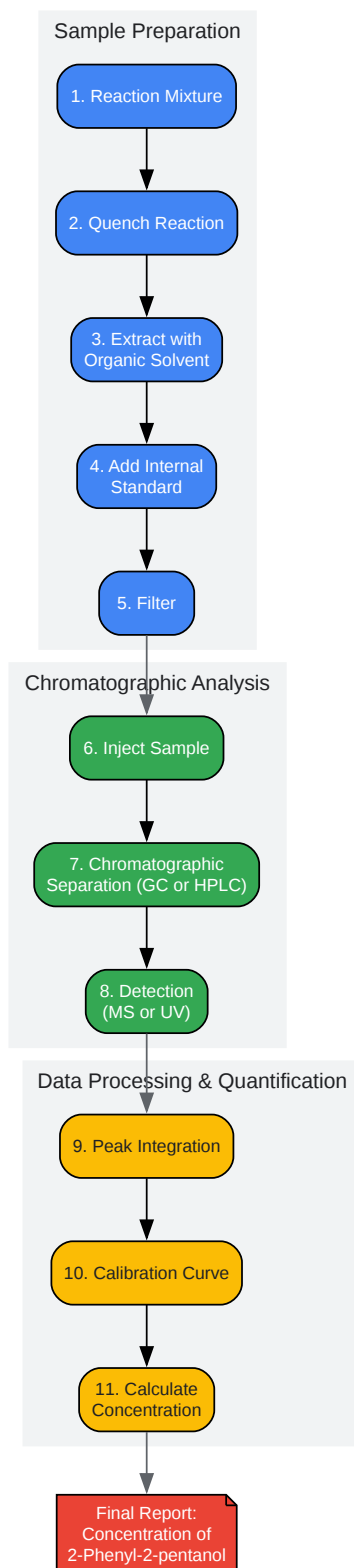 Sample Preparation
1. Reaction Mixture
2. Quench Reaction
3. Extract with
Organic Solvent
4. Add Internal
Standard
5. Filter
Chromatographic Analysis
6. Inject Sample
7. Chromatographic
Separation (GC or HPLC)
8. Detection
(MS or UV)
Data Processing & Quantification
9. Peak Integration
10. Calibration Curve
11. Calculate
Concentration
Final Report:
Concentration of
2-Phenyl-2-pentanol